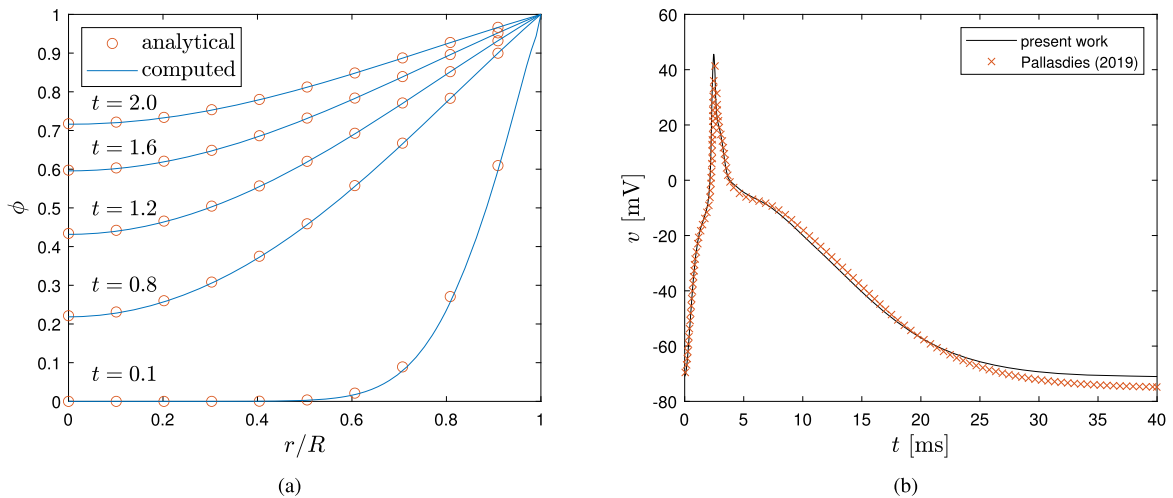 1
0.9
0.8
0.7
0.6
0.5
0.4
0.3
0.2
0.1
0
ϕ
analytical
computed
t = 2.0
t = 1.6
t = 1.2
t = 0.8
t = 0.1
0 0.2 0.4 0.6 0.8 1
r/R
(a)
60
40
20
0
-20
-40
-60
-80
v [mV]
present work
Pallasdies (2019)
0 5 10 15 20 25 30 35 40
t [ms]
(b)